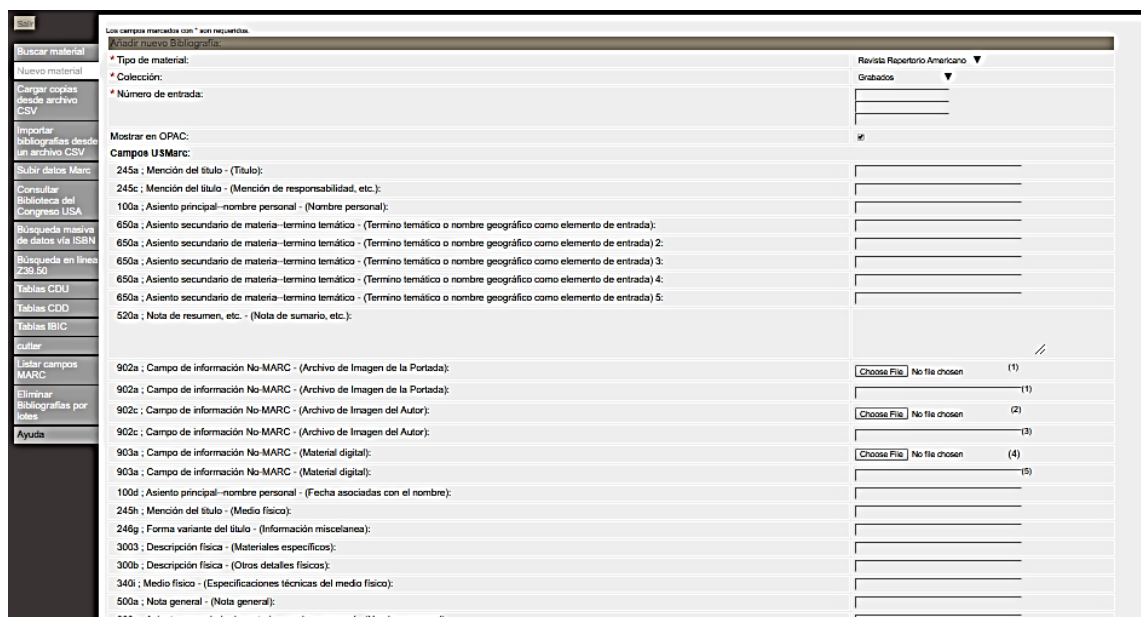 Salir
Los campos marcados con * son requeridos.
Buscar material
Nuevo material
Cargar copias
desde archivo
CSV
Importar
bibliografías desde
un archivo CSV
Subir datos Marc
Consultar
Biblioteca del
Congreso USA
Búsqueda masiva
de datos vía ISBN
Búsqueda en línea
Z39.50
Tablas CDU
Tablas CDD
Tablas IBIC
cutter
Listar campos
MARC
Eliminar
Bibliografías por
lotes
Ayuda
Añadir nuevo Bibliografía:
* Tipo de material: Revista Repertorio Americano ▼
* Colección: Grabados ▼
* Número de entrada:
Mostrar en OPAC:
Campos USMarc:
245a ; Mención del título - (Título):
245c ; Mención del título - (Mención de responsabilidad, etc.):
100a ; Asiento principal--nombre personal - (Nombre personal):
650a ; Asiento secundario de materia--termino temático - (Termino temático o nombre geográfico como elemento de entrada):
650a ; Asiento secundario de materia--termino temático - (Termino temático o nombre geográfico como elemento de entrada) 2:
650a ; Asiento secundario de materia--termino temático - (Termino temático o nombre geográfico como elemento de entrada) 3:
650a ; Asiento secundario de materia--termino temático - (Termino temático o nombre geográfico como elemento de entrada) 4:
650a ; Asiento secundario de materia--termino temático - (Termino temático o nombre geográfico como elemento de entrada) 5:
520a ; Nota de resumen, etc. - (Nota de sumario, etc.):
902a ; Campo de información No-MARC - (Archivo de Imagen de la Portada): Choose File No file chosen (1)
902a ; Campo de información No-MARC - (Archivo de Imagen de la Portada): (1)
902c ; Campo de información No-MARC - (Archivo de Imagen del Autor): Choose File No file chosen (2)
902c ; Campo de información No-MARC - (Archivo de Imagen del Autor): (3)
903a ; Campo de información No-MARC - (Material digital): Choose File No file chosen (4)
903a ; Campo de información No-MARC - (Material digital): (5)
100d ; Asiento principal--nombre personal - (Fecha asociadas con el nombre):
245h ; Mención del título - (Medio físico):
246g ; Forma variante del título - (Información miscelanea):
3003 ; Descripción física - (Materiales específicos):
300b ; Descripción física - (Otros detalles físicos):
340i ; Medio físico - (Especificaciones técnicas del medio físico):
500a ; Nota general - (Nota general):